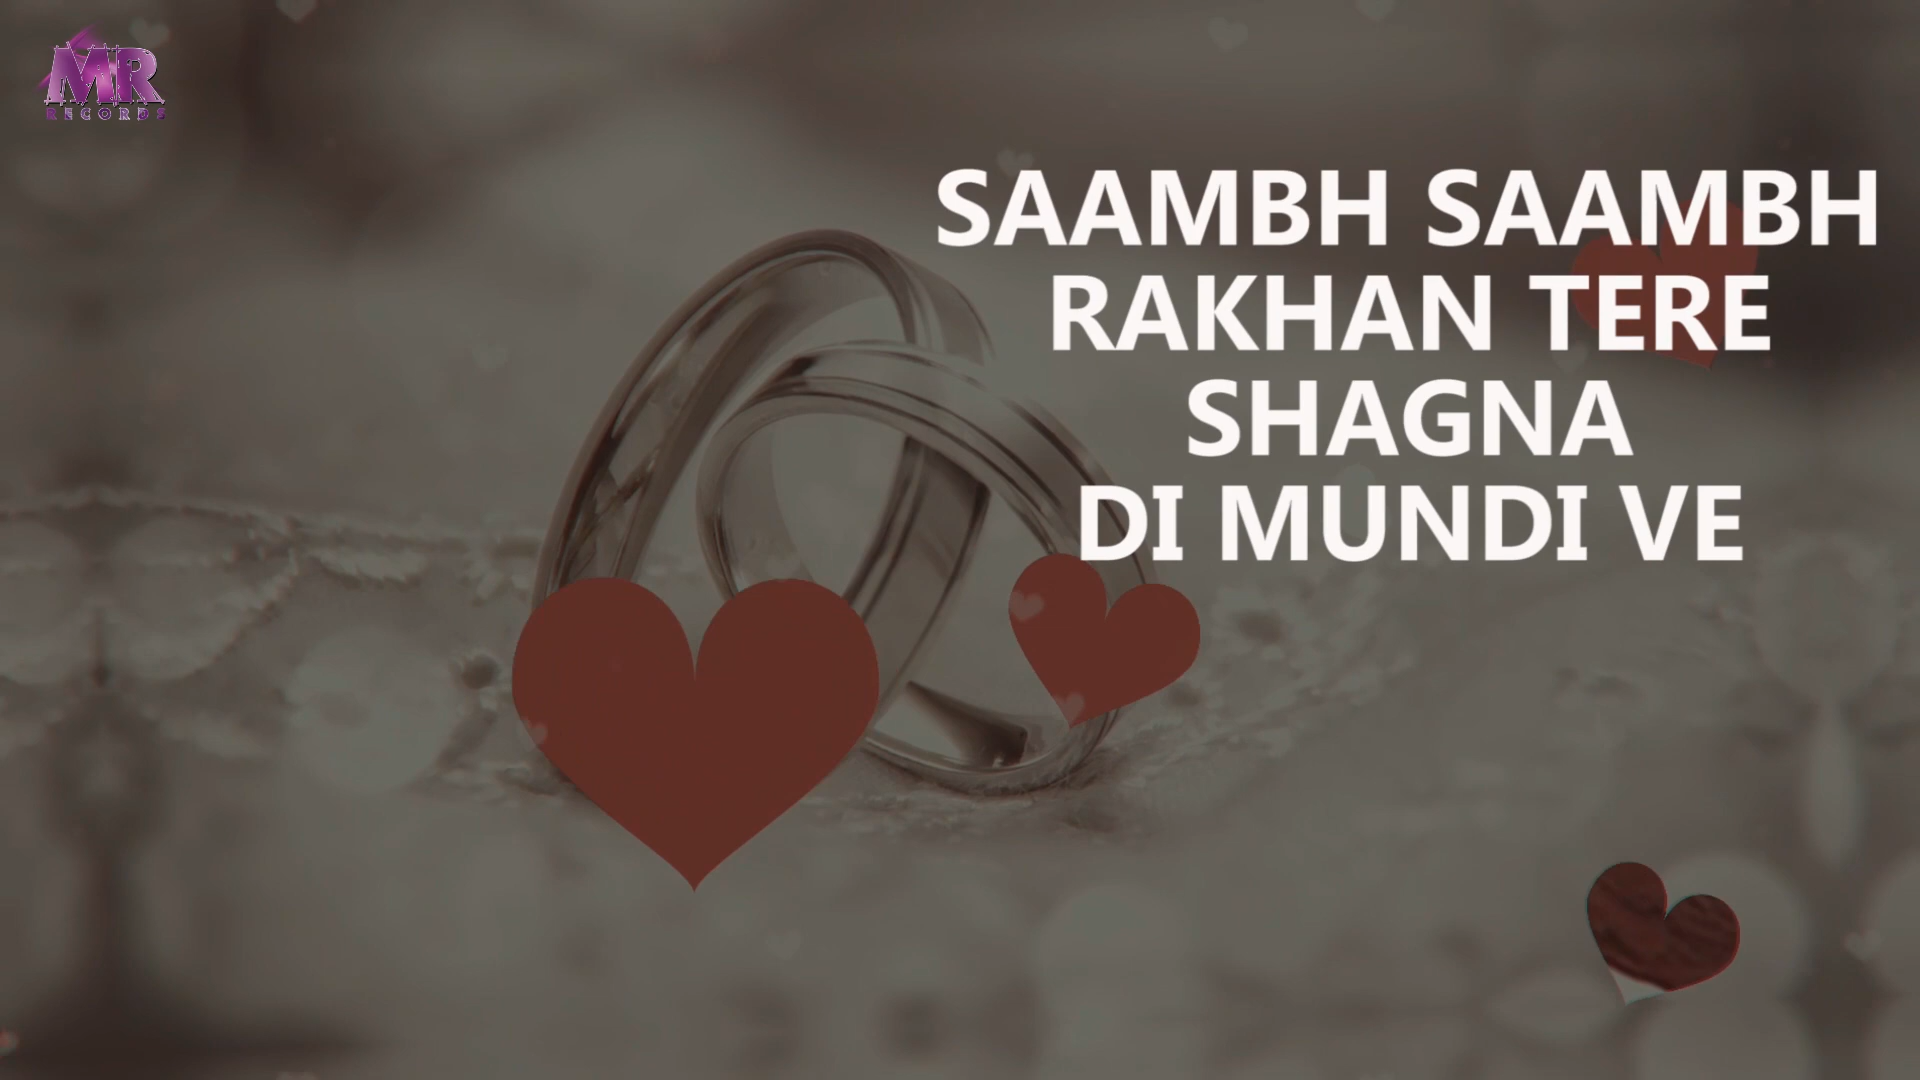 MR
RECORDS
SAAMBH SAAMBH
RAKHAN TERE
SHAGNA
DI MUNDI VE